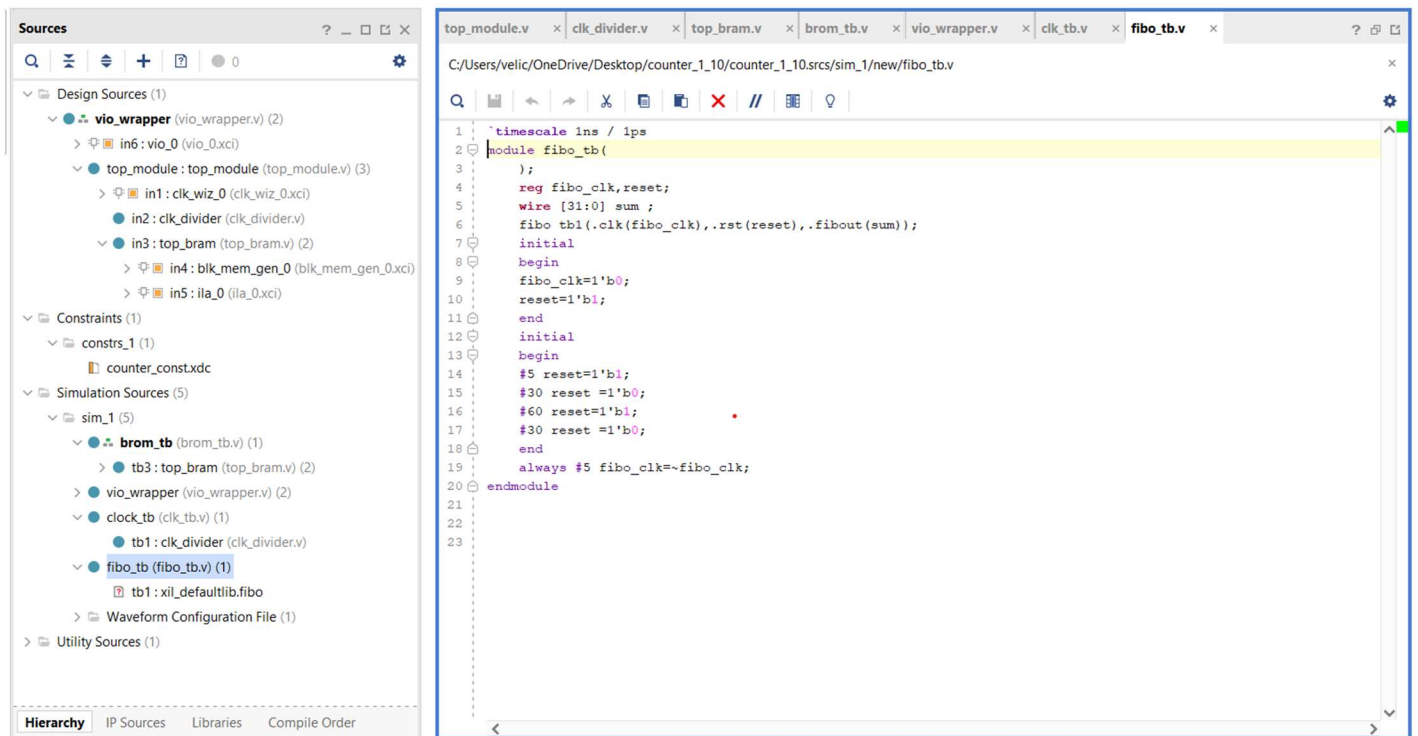 Sources
? _
0
Design Sources (1)
vio_wrapper (vio_wrapper.v) (2)
in6 : vio_0 (vio_0.xci)
top_module : top_module (top_module.v) (3)
in1 : clk_wiz_0 (clk_wiz_0.xci)
in2 : clk_divider (clk_divider.v)
in3 : top_bram (top_bram.v) (2)
in4 : blk_mem_gen_0 (blk_mem_gen_0.xci)
in5 : ila_0 (ila_0.xci)
Constraints (1)
constrs_1 (1)
counter_const.xdc
Simulation Sources (5)
sim_1 (5)
brom_tb (brom_tb.v) (1)
tb3 : top_bram (top_bram.v) (2)
vio_wrapper (vio_wrapper.v) (2)
clock_tb (clk_tb.v) (1)
tb1 : clk_divider (clk_divider.v)
fibo_tb (fibo_tb.v) (1)
tb1 : xil_defaultlib.fibo
Waveform Configuration File (1)
Utility Sources (1)
Hierarchy IP Sources Libraries Compile Order
top_module.v × clk_divider.v × top_bram.v × brom_tb.v × vio_wrapper.v × clk_tb.v × fibo_tb.v × ?
C:/Users/velic/OneDrive/Desktop/counter_1_10/counter_1_10.srcs/sim_1/new/fibo_tb.v ×
1 `timescale 1ns / 1ps
2 module fibo_tb(
3 );
4 reg fibo_clk,reset;
5 wire [31:0] sum ;
6 fibo tb1(.clk(fibo_clk),.rst(reset),.fibout(sum));
7 initial
8 begin
9 fibo_clk=1'b0;
10 reset=1'b1;
11 end
12 initial
13 begin
14 #5 reset=1'b1;
15 #30 reset =1'b0;
16 #60 reset=1'b1;
17 #30 reset =1'b0;
18 end
19 always #5 fibo_clk=~fibo_clk;
20 endmodule
21
22
23